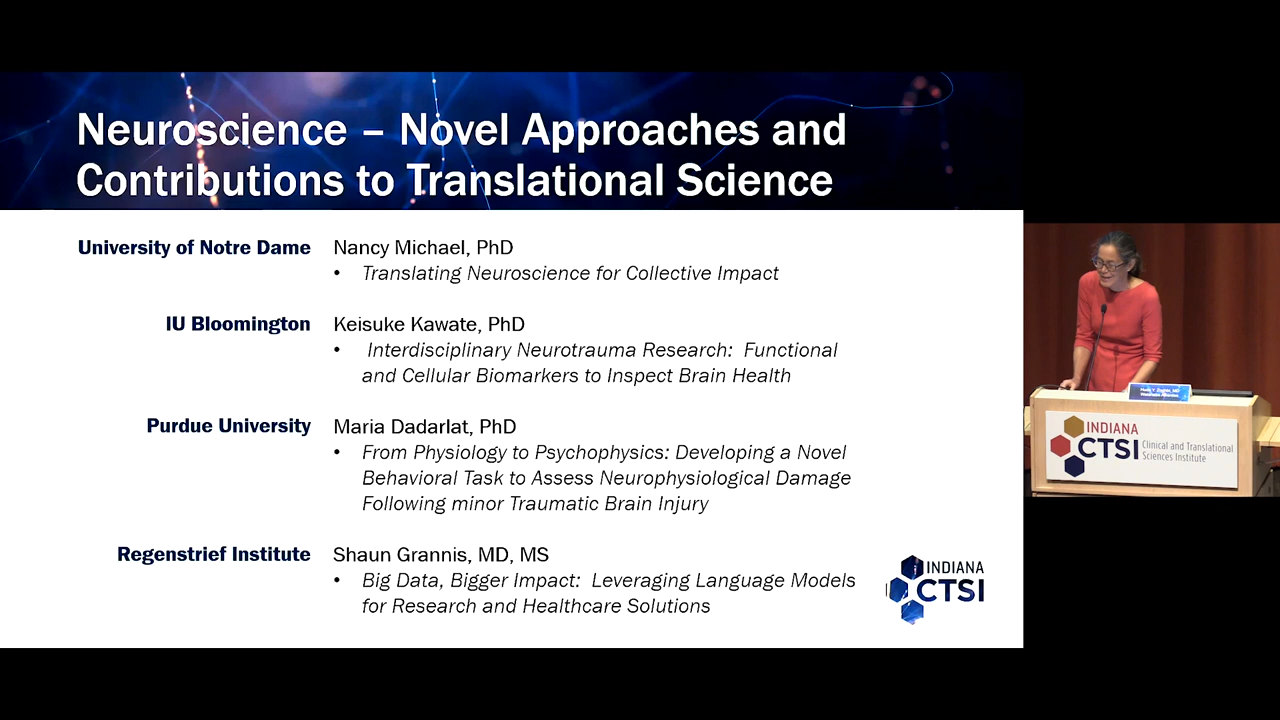 Neuroscience – Novel Approaches and
Contributions to Translational Science
University of Notre Dame
Nancy Michael, PhD
• Translating Neuroscience for Collective Impact
IU Bloomington
Keisuke Kawate, PhD
• Interdisciplinary Neurotrauma Research: Functional
and Cellular Biomarkers to Inspect Brain Health
Purdue University
Maria Dadarlat, PhD
• From Physiology to Psychophysics: Developing a Novel
Behavioral Task to Assess Neurophysiological Damage
Following minor Traumatic Brain Injury
Regenstrief Institute
Shaun Grannis, MD, MS
• Big Data, Bigger Impact: Leveraging Language Models
for Research and Healthcare Solutions
INDIANA
CTSI
INDIANA
CTSI
Clinical and Translational
Sciences Institute